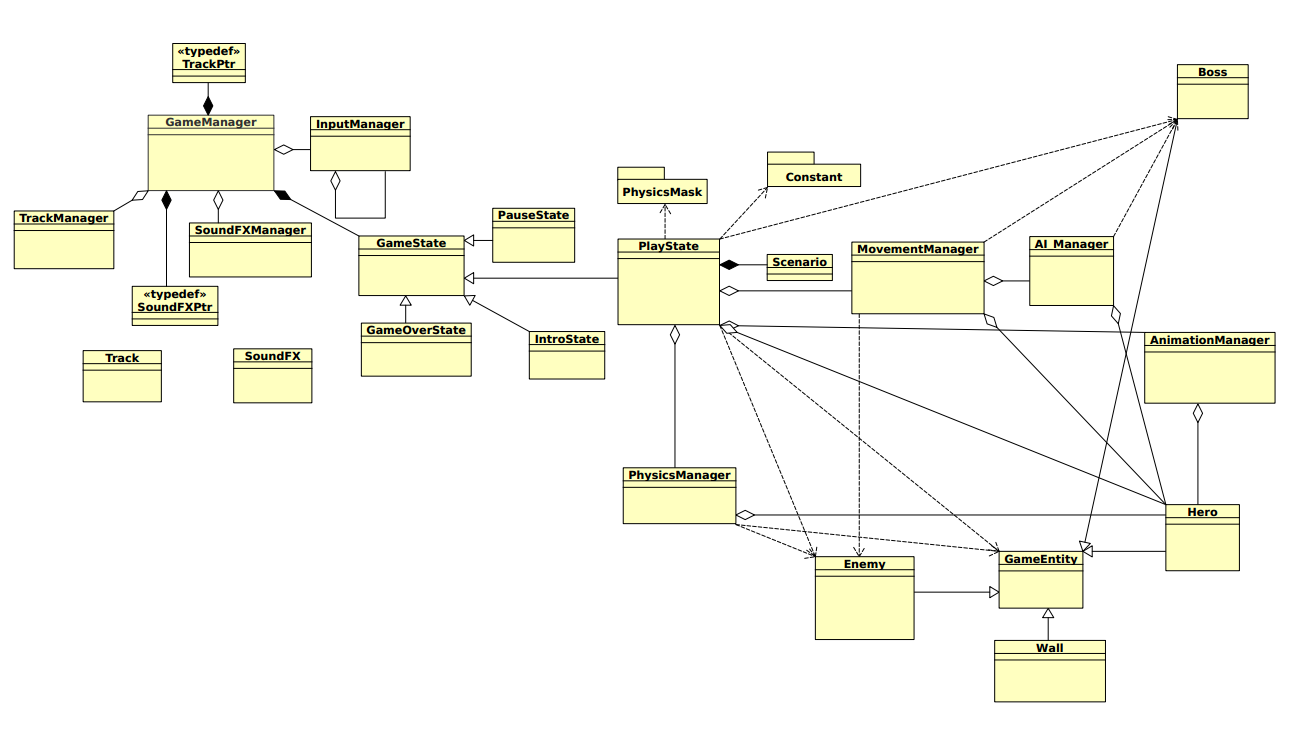 «typedef»
TrackPtr
Boss
GameManager
InputManager
Constant
PhysicsMask
TrackManager
SoundFXManager
PauseState
GameState
PlayState
Scenario
MovementManager
AI_Manager
«typedef»
SoundFXPtr
GameOverState
IntroState
AnimationManager
Track
SoundFX
PhysicsManager
Hero
Enemy
GameEntity
Wall